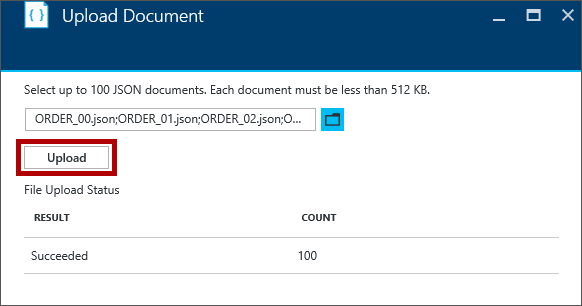 Upload Document
Select up to 100 JSON documents. Each document must be less than 512 KB.
ORDER_00.json;ORDER_01.json;ORDER_02.json;O...
Upload
File Upload Status
RESULT COUNT
Succeeded 100